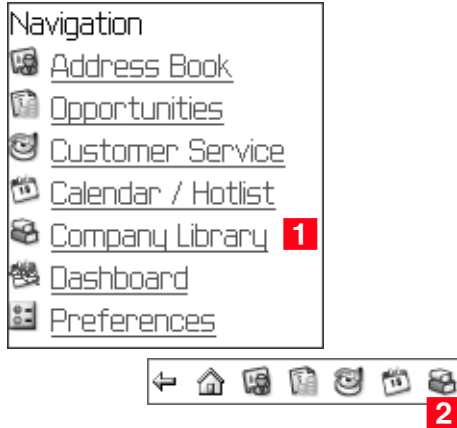 Navigation
Address Book
Opportunities
Customer Service
Calendar / Hotlist
Company Library 1
Dashboard
Preferences
2